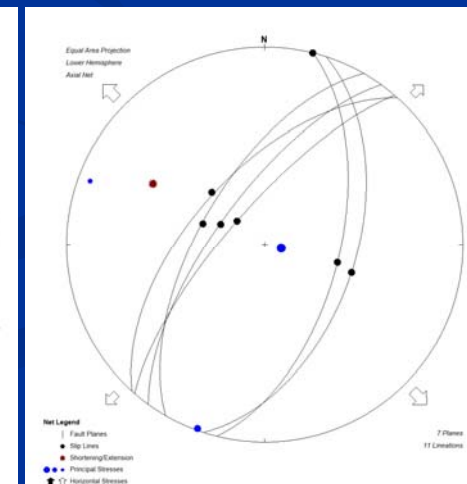 N
Equal Area Projection
Lower Hemisphere
Axial Net
Net Legend
Fault Planes
Slip Lines
Shortening/Extension
Principal Stresses
Horizontal Stresses
7 Planes
11 Lineations